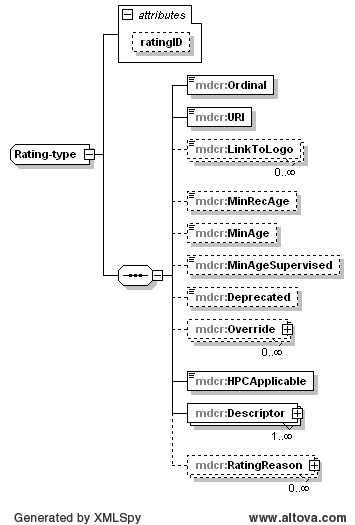 attributes
ratingID
Rating-type
mdcr:Ordinal
mdcr:URI
mdcr:LinkToLogo
0..∞
mdcr:MinRecAge
mdcr:MinAge
mdcr:MinAgeSupervised
mdcr:Deprecated
mdcr:Override
0..∞
mdcr:HPCApplicable
mdcr:Descriptor
1..∞
mdcr:RatingReason
0..∞
Generated by XMLSpy
www.altova.com